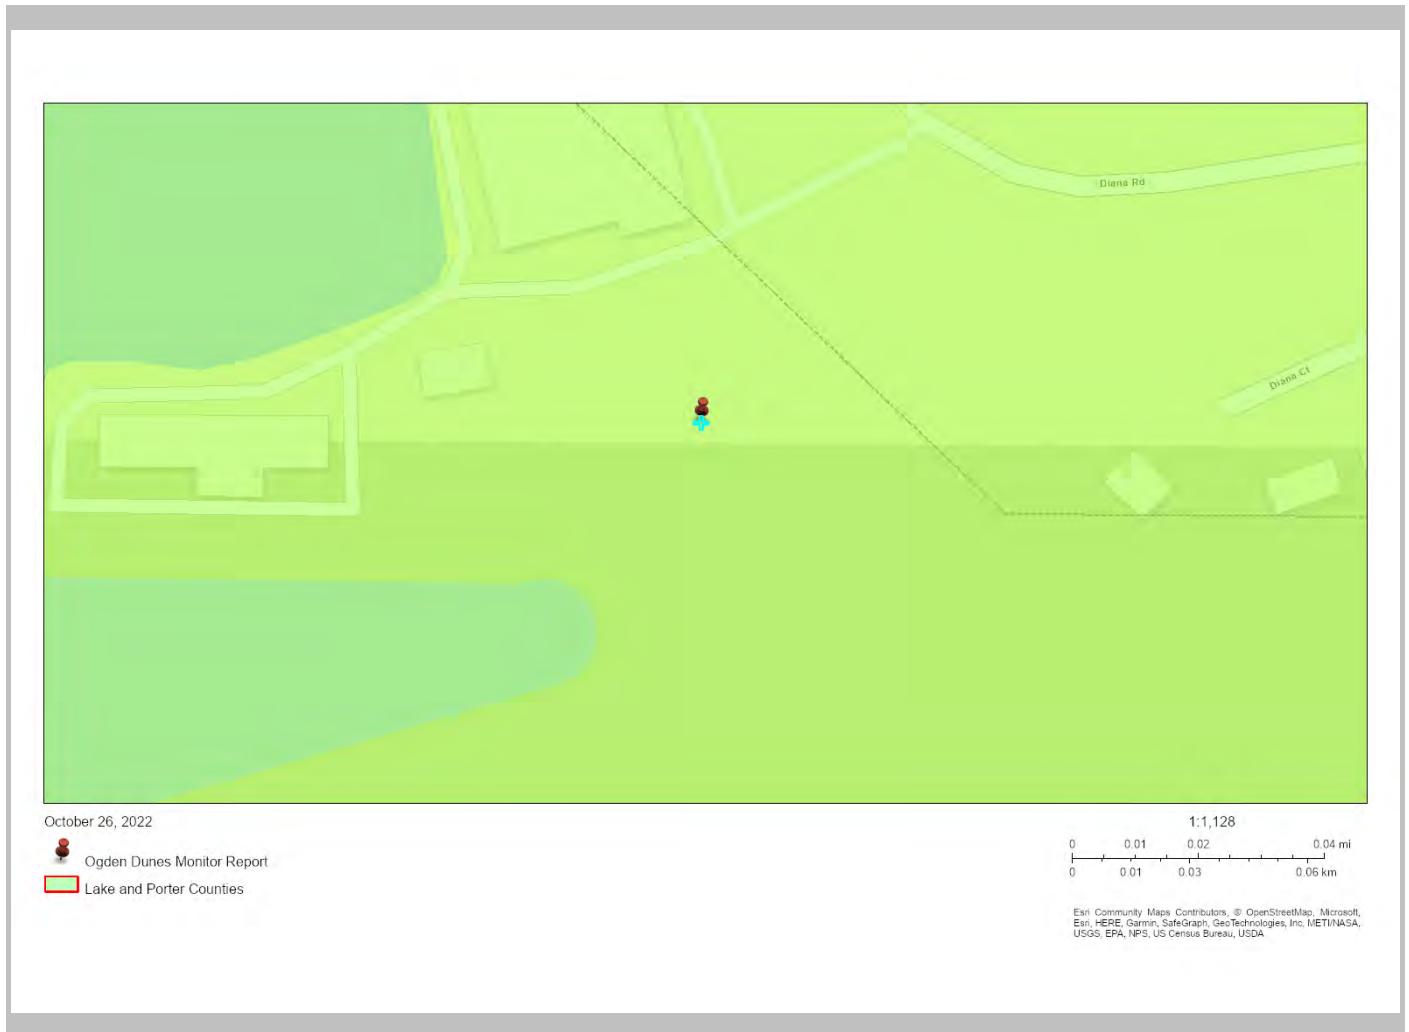 Diana Rd
Diana Ct
October 26, 2022
Ogden Dunes Monitor Report
Lake and Porter Counties
1:1,128
0 0.01 0.02 0.04 mi
0 0.01 0.03 0.06 km
Esri Community Maps Contributors, © OpenStreetMap, Microsoft,
Esri, HERE, Garmin, SafeGraph, GeoTechnologies, Inc, METI/NASA,
USGS, EPA, NPS, US Census Bureau, USDA